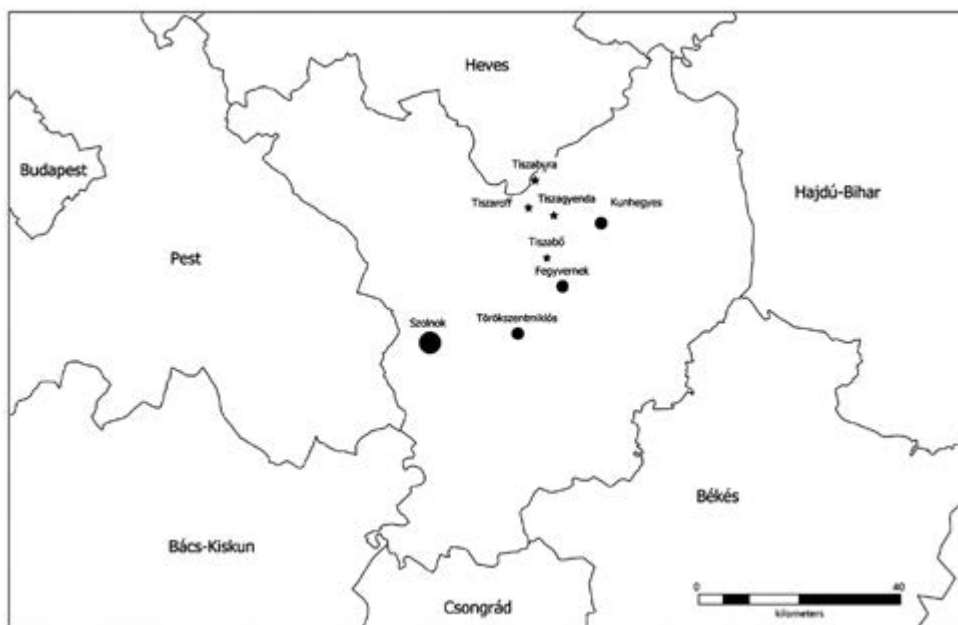 Heves
Budapest
Tiszabura
Hajdú-Bihar
Tiszaroff
Tiszagyenda
Kunhegyes
Pest
Tiszabő
Fegyvernek
Szolnok
Törökszentmiklós
Békés
Bács-Kiskun
0
40
kilometers
Csongrád